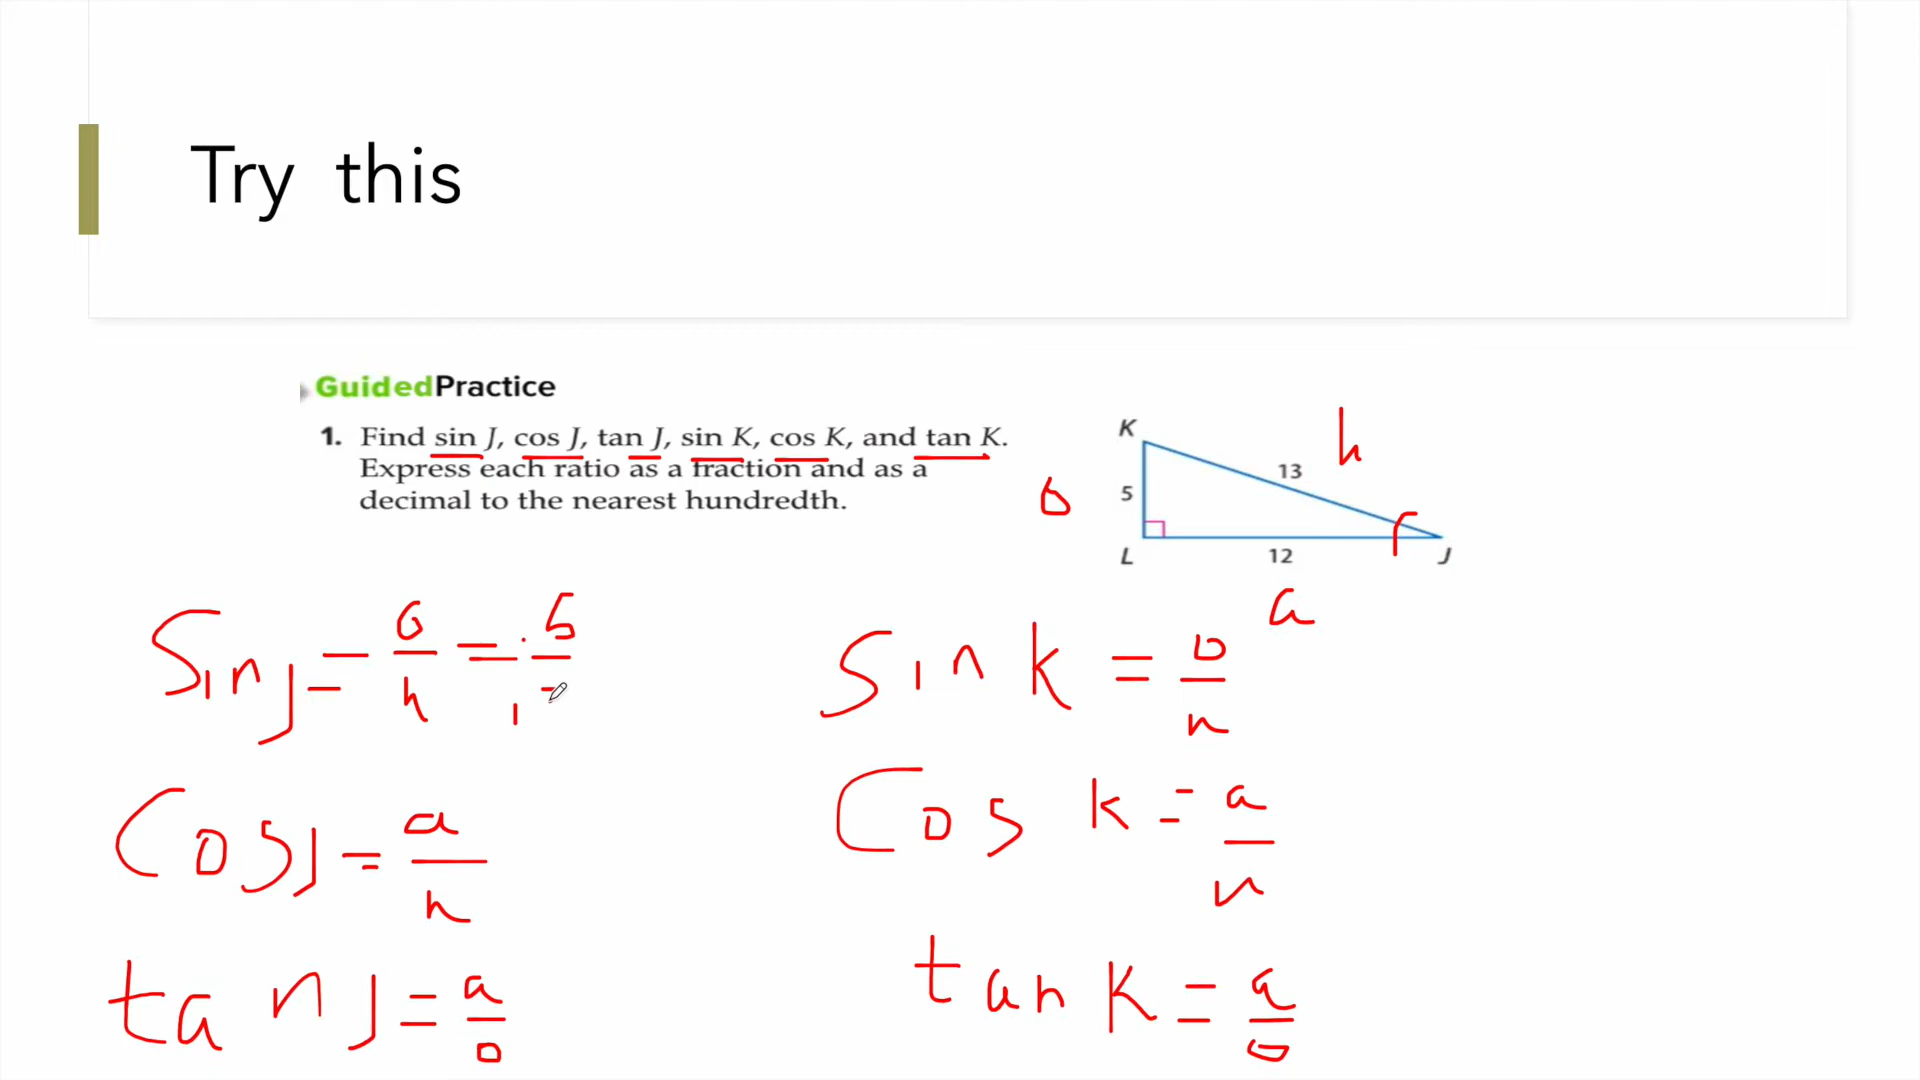 Try this
GuidedPractice
1. Find sin J, cos J, tan J, sin K, cos K, and tan K.
Express each ratio as a fraction and as a
decimal to the nearest hundredth.
K
h
13
5
o
L
12
J
a
Sin J = o/h = 5/1
Sin K = o/h
Cos J = a/h
Cos K = a/h
tan J = a/o
tan K = a/o